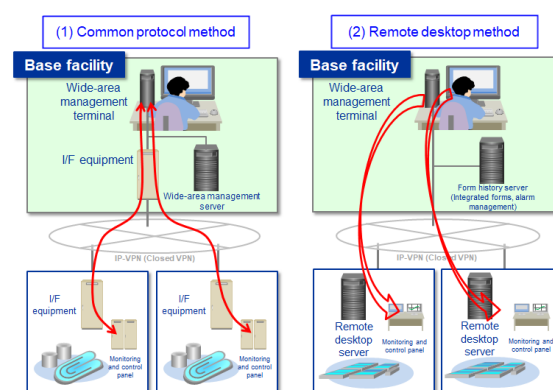 (1) Common protocol method
Base facility
Wide-area
management
terminal
I/F equipment
Wide-area management
server
IP-VPN (Closed VPN)
I/F
equipment
Monitoring
and control
panel
I/F
equipment
Monitoring
and control
panel
(2) Remote desktop method
Base facility
Wide-area
management
terminal
Form history server
(Integrated forms, alarm
management)
IP-VPN (Closed VPN)
Remote
desktop
server
Monitoring and
control panel
Remote
desktop
server
Monitoring and
control panel